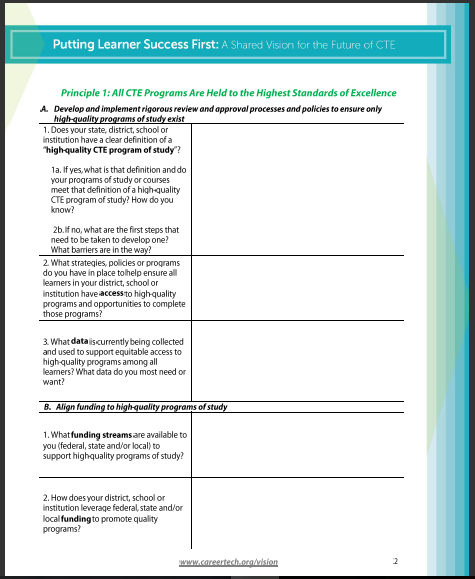 Putting Learner Success First: A Shared Vision for the Future of CTE
Principle 1: All CTE Programs Are Held to the Highest Standards of Excellence
A. Develop and implement rigorous review and approval processes and policies to ensure only
high-quality programs of study exist
1. Does your state, district, school or
institution have a clear definition of a
"high-quality CTE program of study"?
1a. If yes, what is that definition and do
your programs of study or courses
meet that definition of a high-quality
CTE program of study? How do you
know?
2b. If no, what are the first steps that
need to be taken to develop one?
What barriers are in the way?
2. What strategies, policies or programs
do you have in place to help ensure all
learners in your district, school or
institution have access to high-quality
programs and opportunities to complete
those programs?
3. What data is currently being collected
and used to support equitable access to
high-quality programs among all
learners? What data do you most need or
want?
B. Align funding to high-quality programs of study
1. What funding streams are available to
you (federal, state and/or local) to
support high-quality programs of study?
2. How does your district, school or
institution leverage federal, state and/or
local funding to promote quality
programs?
www.careertech.org/vision
2